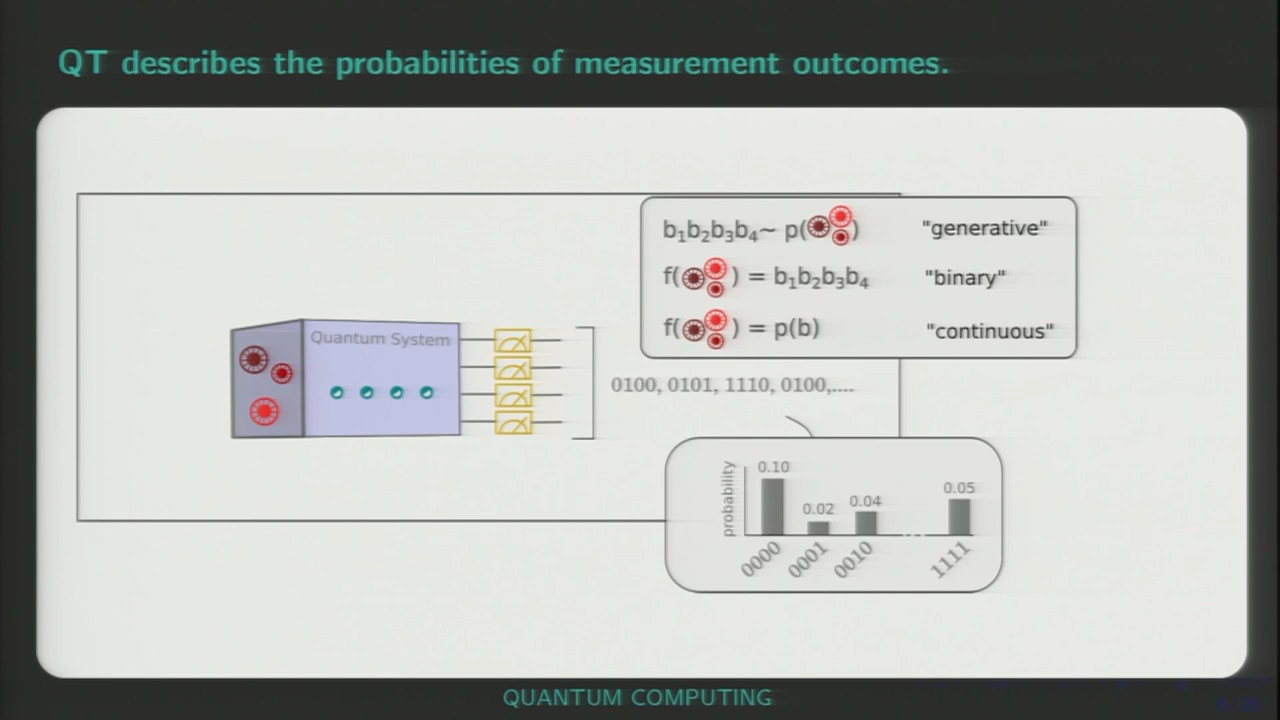 QT describes the probabilities of measurement outcomes.
b₁b₂b₃b₄~ p( ) "generative"
f( ) = b₁b₂b₃b₄ "binary"
f( ) = p(b) "continuous"
Quantum System
0100, 0101, 1110, 0100,....
probability
0.10
0.02
0.04
0.05
0000 0001 0010 ... 1111
QUANTUM COMPUTING